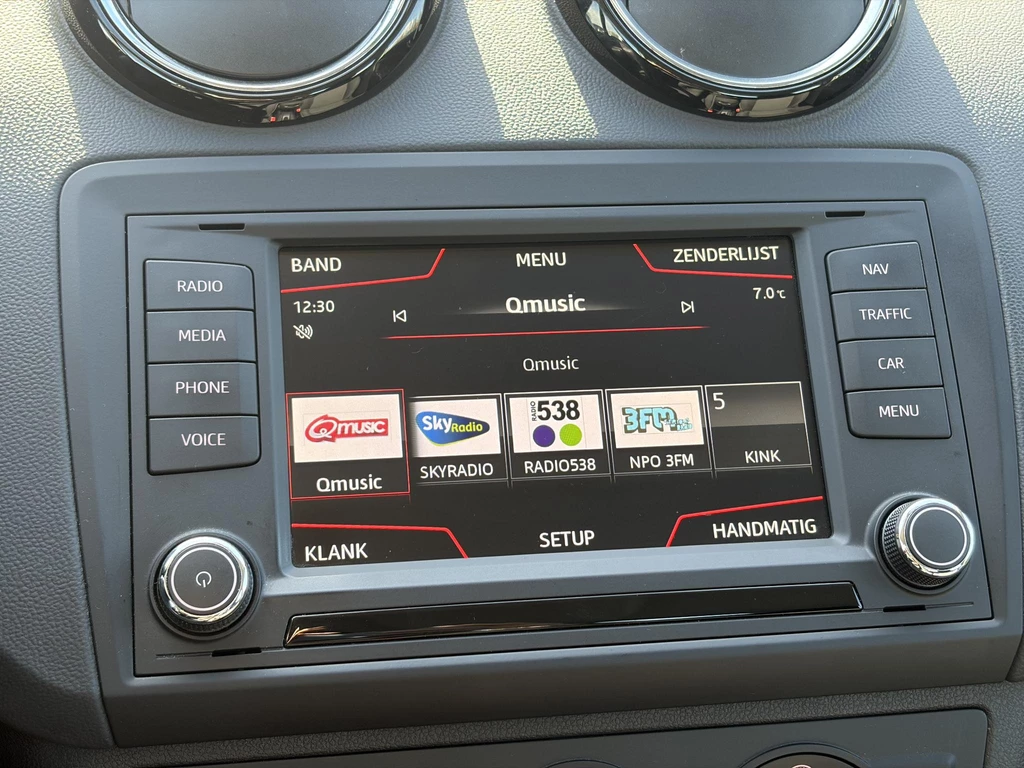 BAND MENU ZENDERLIJST
12:30 Qmusic 7.0°C
Qmusic
Qmusic Sky Radio RADIO 538 3FM 5
Qmusic SKYRADIO RADIO538 NPO 3FM KINK
KLANK SETUP HANDMATIG
RADIO
MEDIA
PHONE
VOICE
NAV
TRAFFIC
CAR
MENU